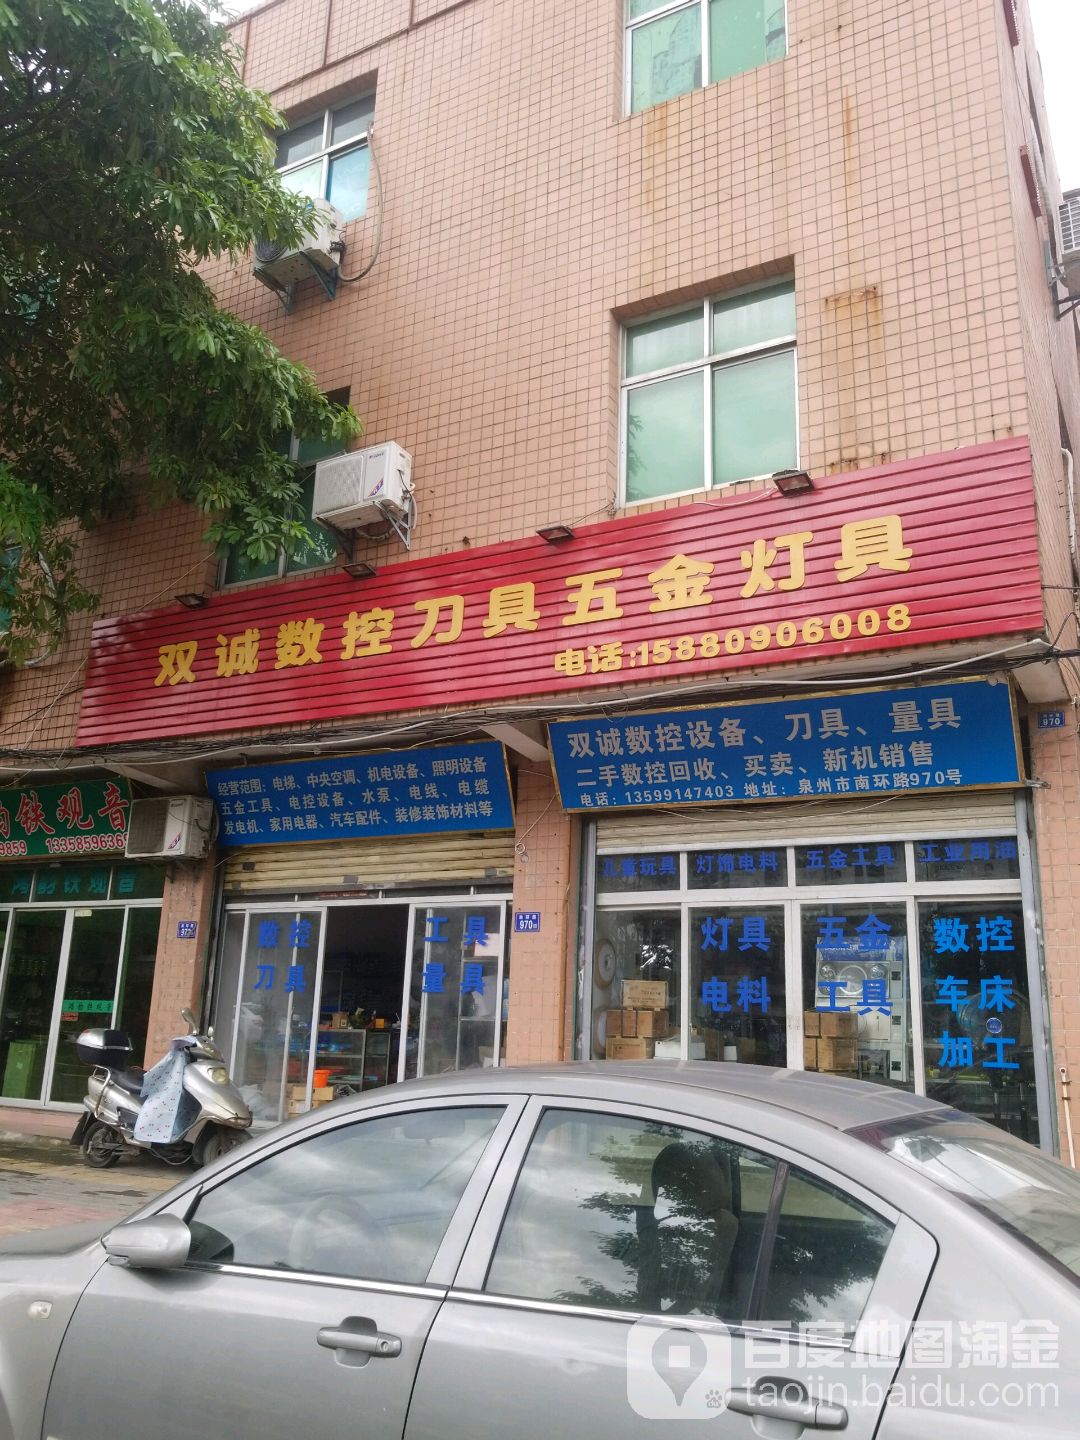 双诚数控刀具五金灯具
电话:15880906008
双诚数控设备、刀具、量具
二手数控回收、买卖、新机销售
电话：13599147403 地址：泉州市南环路970号
经营范围：电梯、中央空调、机电设备、照明设备
五金工具、电控设备、水泵、电线、电缆
发电机、家用电器、汽车配件、装修装饰材料等
铁观音
9859
鸿韵铁观音
970
970
儿童玩具
灯饰电料
五金工具
工业用油
数控
刀具
工具
量具
灯具
电料
五金
工具
数控
车床
加工
百度地图淘金
taojin.baidu.com